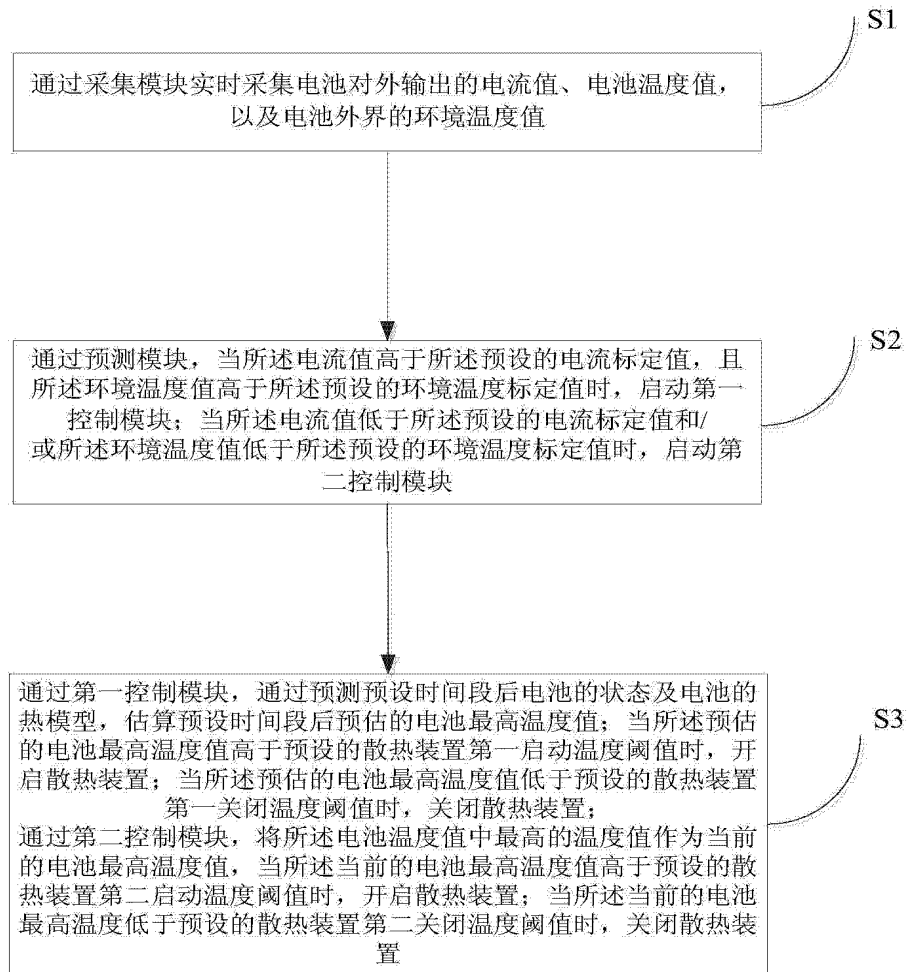 S1
通过采集模块实时采集电池对外输出的电流值、电池温度值，
以及电池外界的环境温度值
S2
通过预测模块，当所述电流值高于所述预设的电流标定值，且
所述环境温度值高于所述预设的环境温度标定值时，启动第一
控制模块；当所述电流值低于所述预设的电流标定值和/
或所述环境温度值低于所述预设的环境温度标定值时，启动第
二控制模块
S3
通过第一控制模块，通过预测预设时间段后电池的状态及电池的
热模型，估算预设时间段后预估的电池最高温度值；当所述预估
的电池最高温度值高于预设的散热装置第一启动温度阈值时，开
启散热装置；当所述预估的电池最高温度值低于预设的散热装置
第一关闭温度阈值时，关闭散热装置；
通过第二控制模块，将所述电池温度值中最高的温度值作为当前
的电池最高温度值，当所述当前的电池最高温度值高于预设的散
热装置第二启动温度阈值时，开启散热装置；当所述当前的电池
最高温度低于预设的散热装置第二关闭温度阈值时，关闭散热装
置